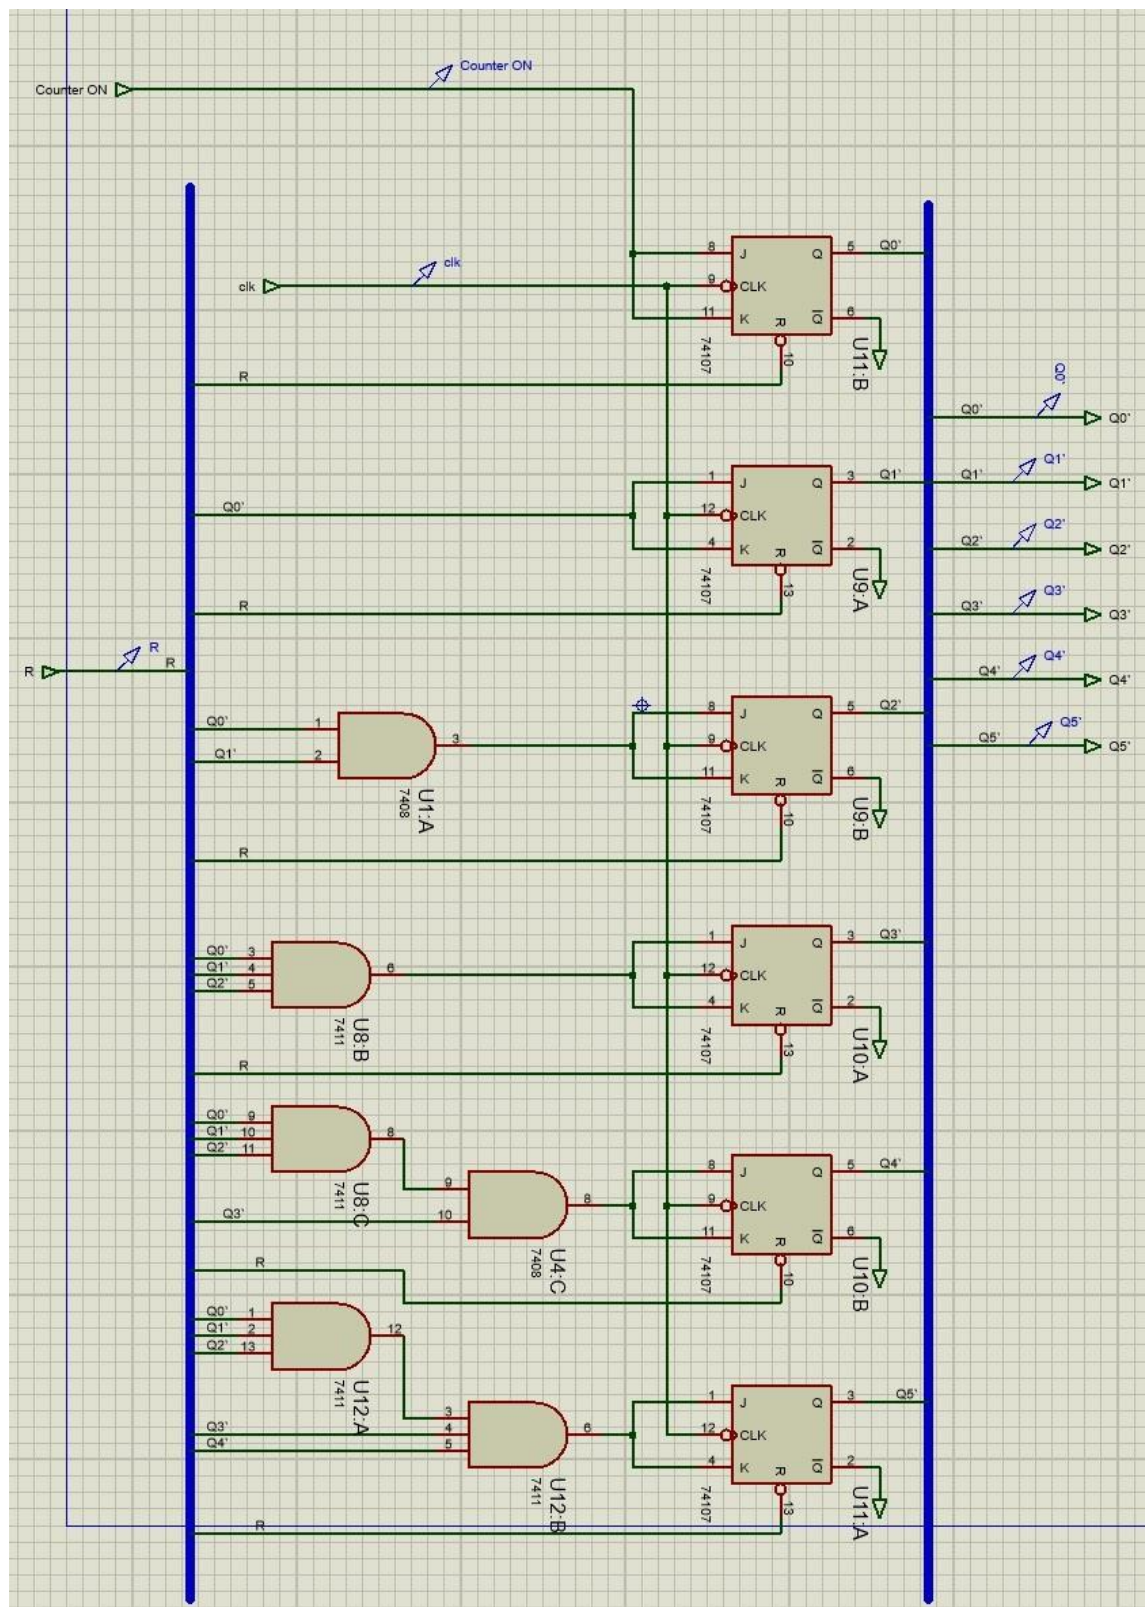 Counter ON
Counter ON
clk
clk
8 J Q 5 Q0'
9 CLK
11 K Q 6
R
10
74107
U11:B
R
Q0'
Q0' Q0'
1 J Q 3 Q1'
12 CLK
4 K Q 2
R
13
74107
U9:A
Q0'
R
Q1' Q1' Q1'
Q2' Q2' Q2'
Q3' Q3' Q3'
Q4' Q4' Q4'
Q5' Q5' Q5'
R R R
Q0' 1
Q1' 2
3
U1:A
7408
8 J Q 5 Q2'
9 CLK
11 K Q 6
R
10
74107
U9:B
R
Q0' 3
Q1' 4
Q2' 5
6
U8:B
7411
1 J Q 3 Q3'
12 CLK
4 K Q 2
R
13
74107
U10:A
R
Q0' 9
Q1' 10
Q2' 11
8
U8:C
7411
9
Q3' 10
8
U4:C
7408
8 J Q 5 Q4'
9 CLK
11 K Q 6
R
10
74107
U10:B
R
Q0' 1
Q1' 2
Q2' 13
12
U12:A
7411
3
Q3' 4
Q4' 5
6
U12:B
7411
1 J Q 3 Q5'
12 CLK
4 K Q 2
R
13
74107
U11:A
R